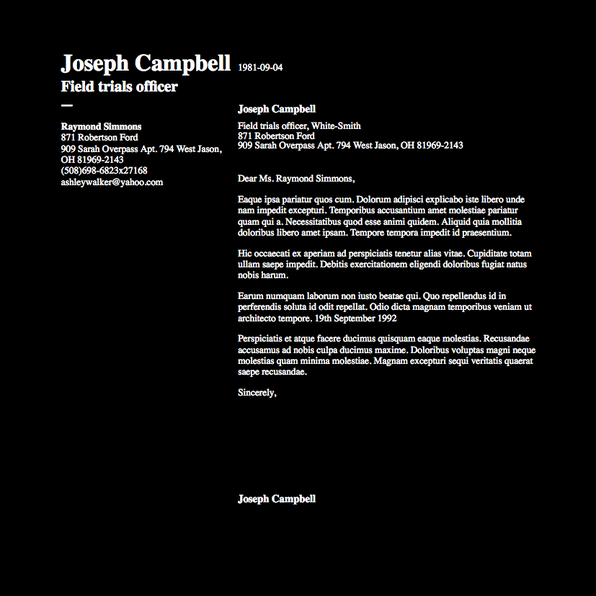 Joseph Campbell
Field trials officer
Raymond Simmons
871 Robertson Ford
909 Sarah Overpass Apt. 794 West Jason,
OH 81969-2143
(508)698-6823x27168
ashleywalker@yahoo.com
1981-09-04
Joseph Campbell
Field trials officer, White-Smith
871 Robertson Ford
909 Sarah Overpass Apt. 794 West Jason, OH 81969-2143
Dear Ms. Raymond Simmons,
Eaque ipsa pariatur quos cum. Dolorum adipisci explicabo iste libero unde
nam impedit excepturi. Temporibus accusantium amet molestiae pariatur
quam qui a. Necessitatibus quod esse animi quidem. Aliquid quia mollitia
doloribus libero amet ipsam. Tempore tempora impedit id praesentium.
Hic occaecati ex aperiam ad perspiciatis tenetur alias vitae. Cupiditate totam
ullam saepe impedit. Debitis exercitationem eligendi doloribus fugiat natus
nobis harum.
Earum numquam laborum non iusto beatae qui. Quo repellendus id in
perferendis soluta id odit repellat. Odio dicta magnam temporibus veniam ut
architecto tempore. 19th September 1992
Perspiciatis et atque facere ducimus quisquam eaque molestias. Recusandae
accusamus ad nobis culpa ducimus maxime. Doloribus voluptas magni neque
molestias quam minima molestiae. Magnam excepturi sequi veritatis quaerat
saepe recusandae.
Sincerely,
Joseph Campbell